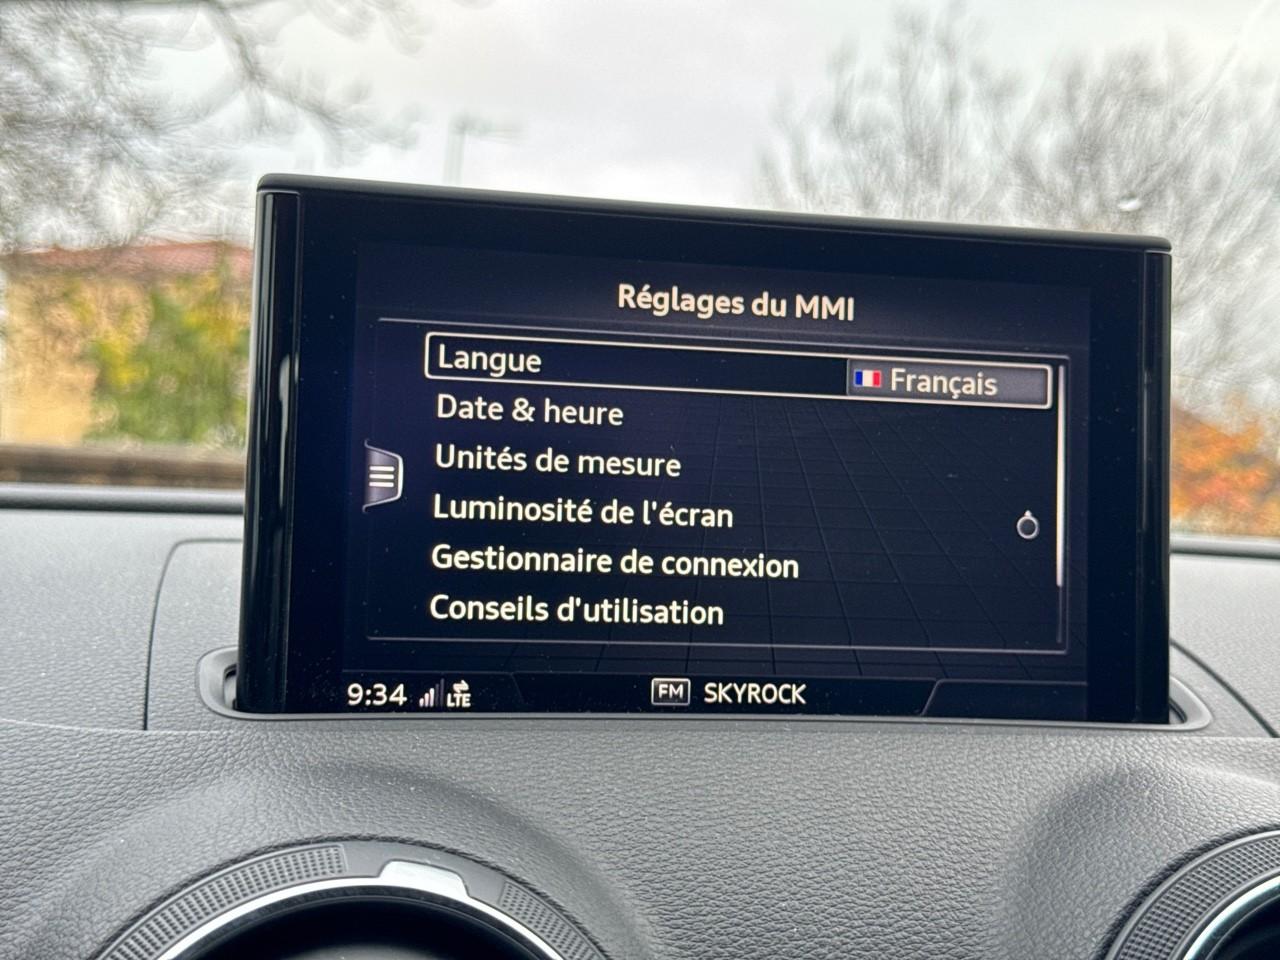 Réglages du MMI
Langue Français
Date & heure
Unités de mesure
Luminosité de l'écran
Gestionnaire de connexion
Conseils d'utilisation
9:34 LTE FM SKYROCK